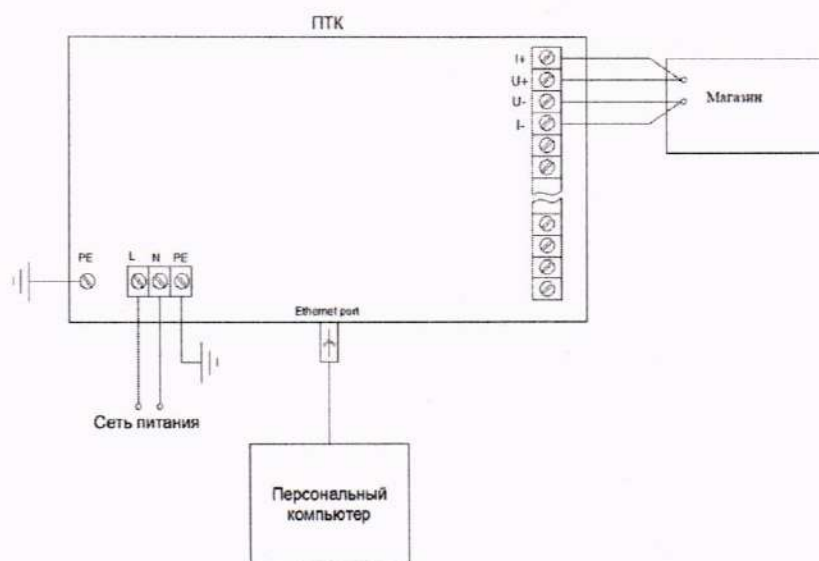 ПТК
I+
U+
U-
I-
Магазин
PE
L N PE
Ethernet port
Сеть питания
Персональный
компьютер